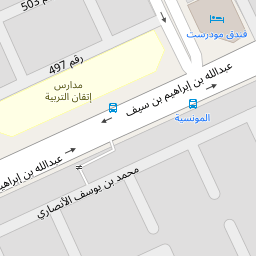 رقم 503
فندق مودرست
رقم 497
مدارس
إتقان التربية
عبدالله بن إبراهيم بن سيف
المونسية
عبدالله بن إبراهيم
محمد بن يوسف الأنصاري